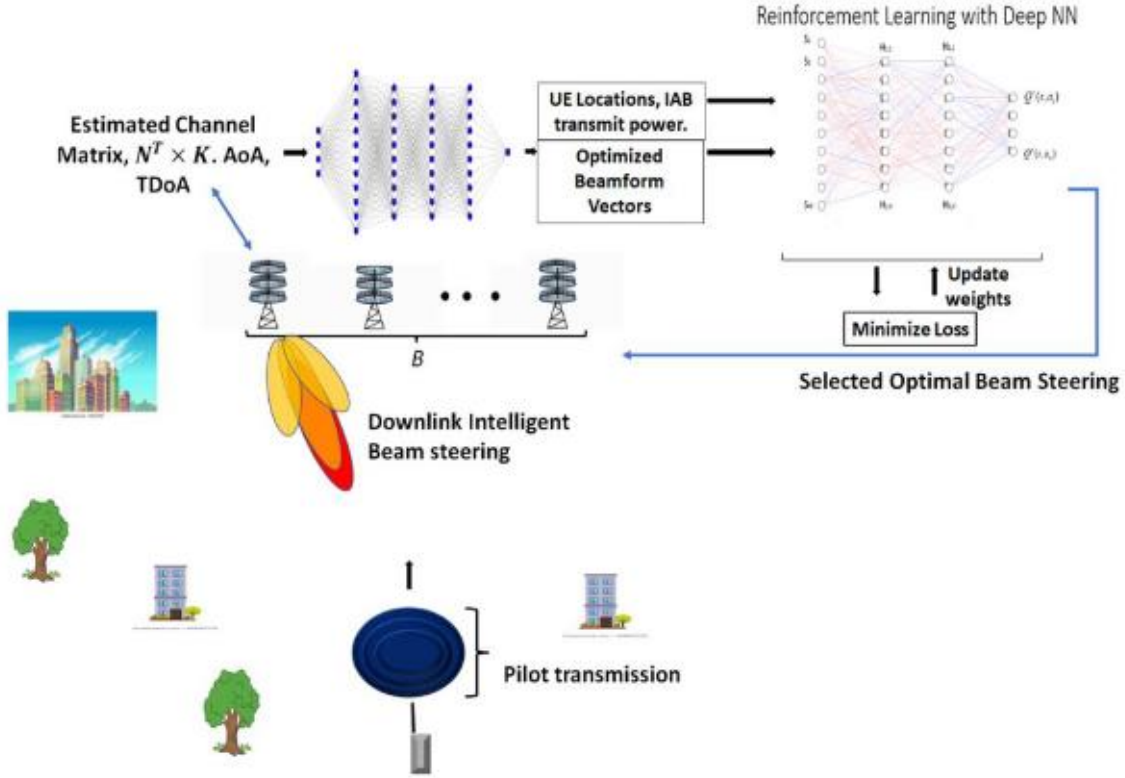 Reinforcement Learning with Deep NN
Estimated Channel
Matrix, N^T × K. AoA,
TDoA
UE Locations, IAB
transmit power.
Optimized
Beamform
Vectors
Update
weights
Minimize Loss
B
Selected Optimal Beam Steering
Downlink Intelligent
Beam steering
Pilot transmission